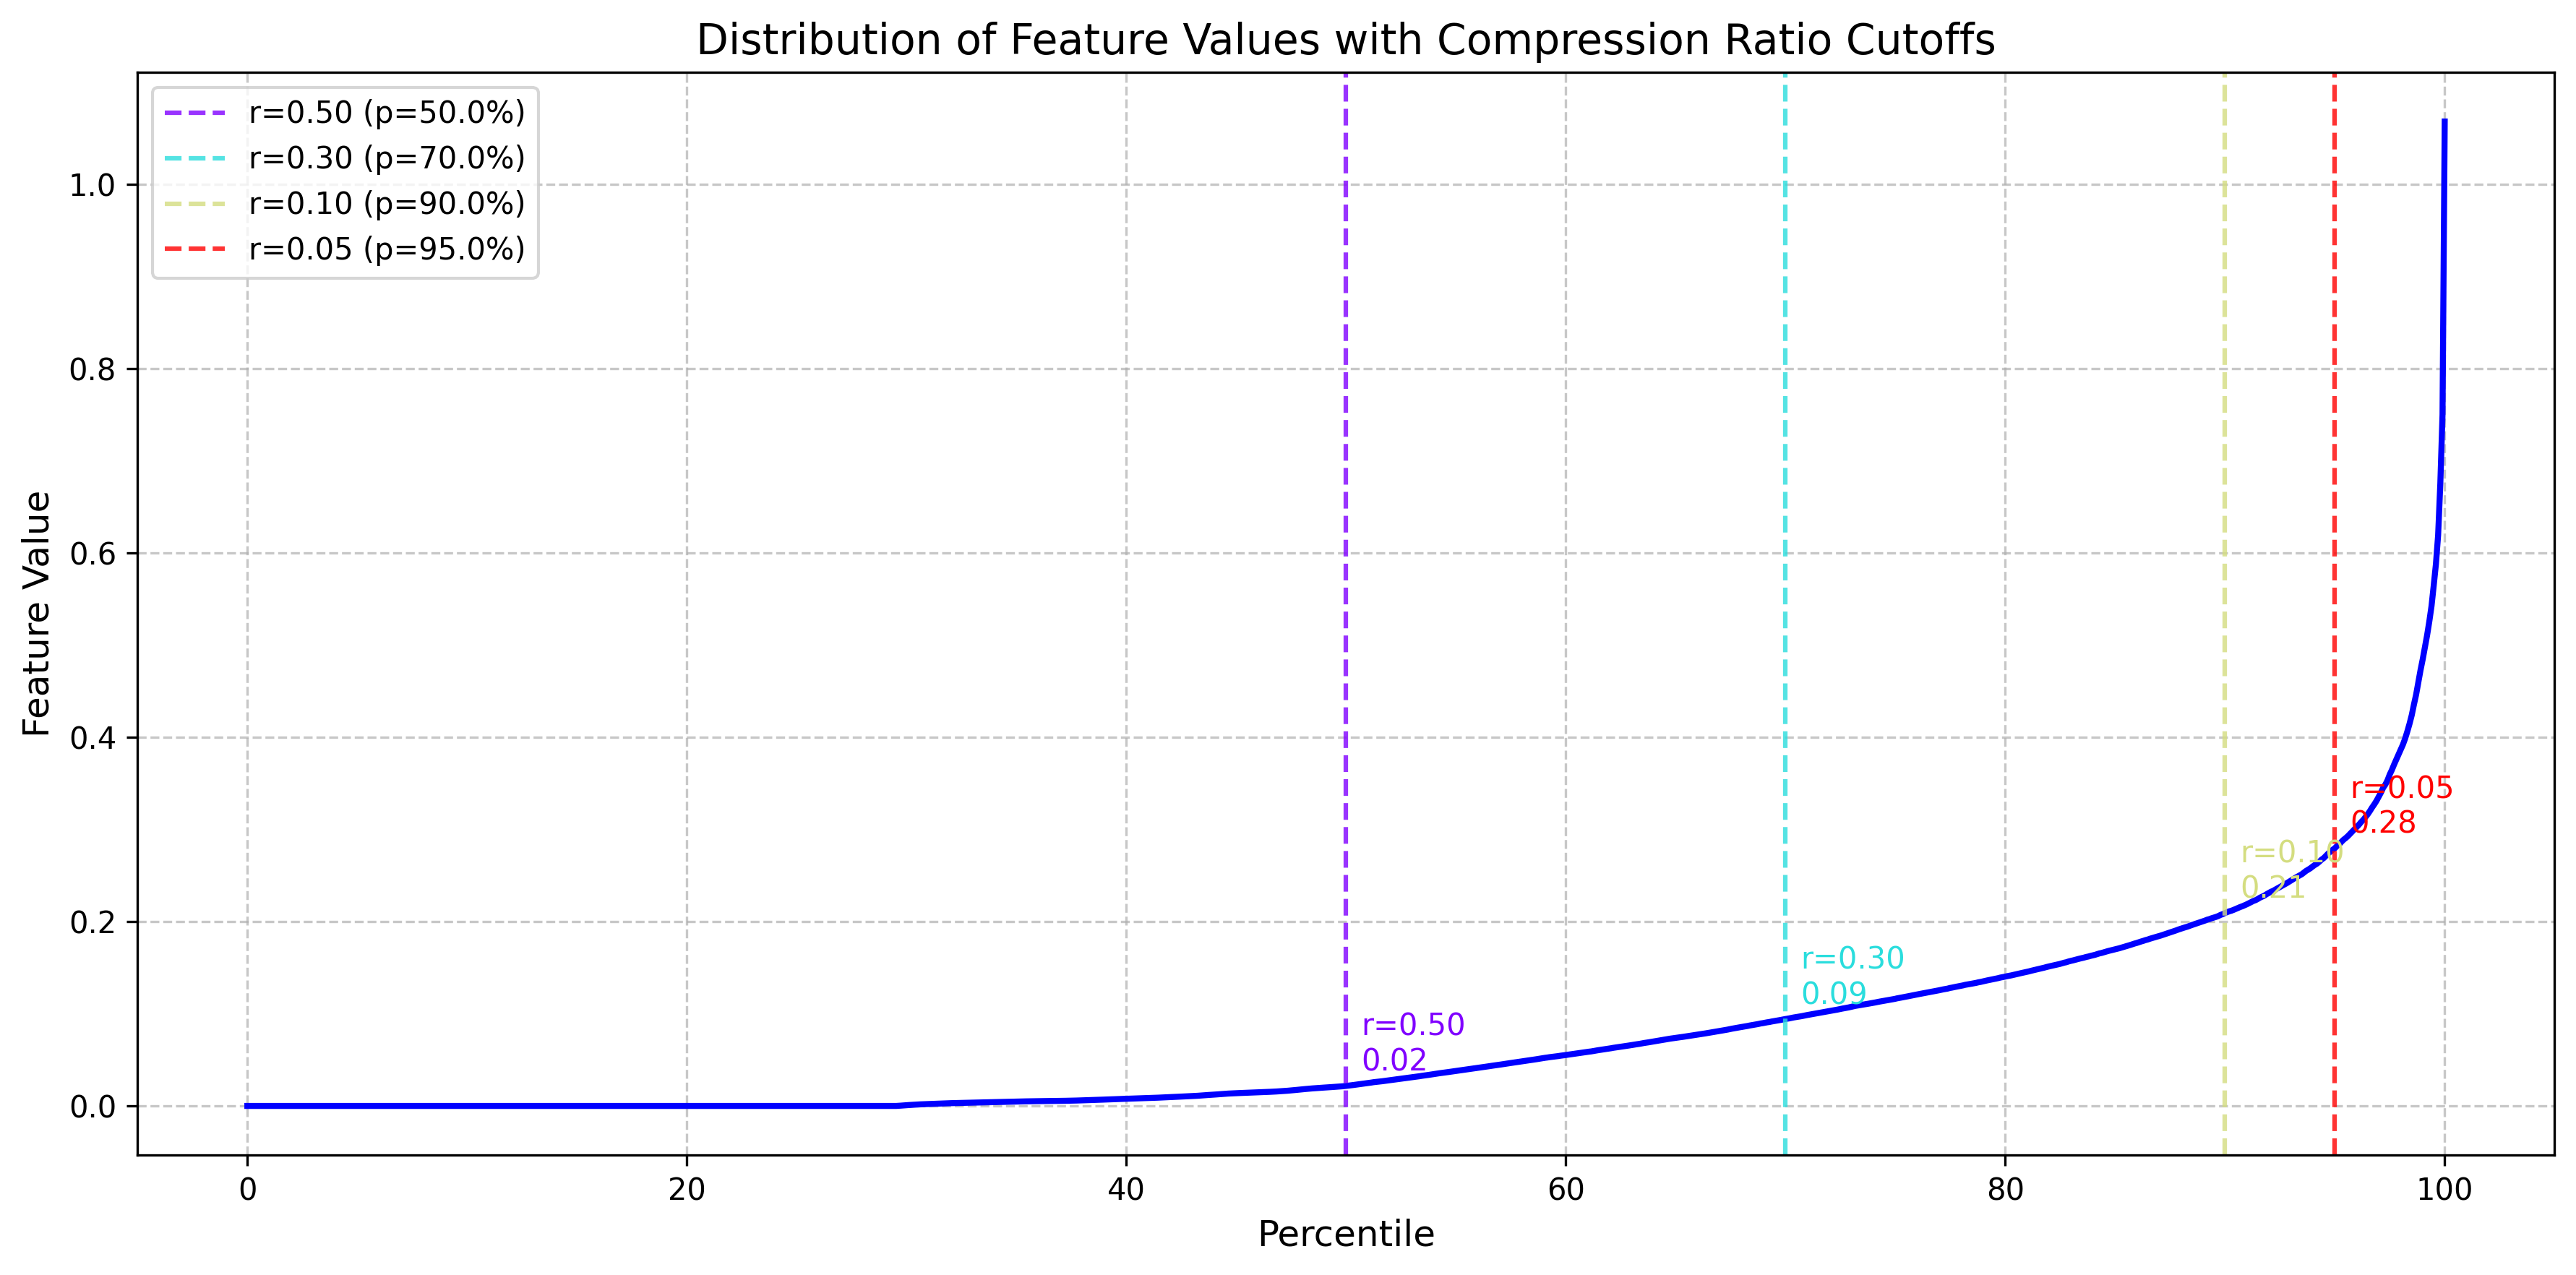 Distribution of Feature Values with Compression Ratio Cutoffs
r=0.50 (p=50.0%)
r=0.30 (p=70.0%)
r=0.10 (p=90.0%)
r=0.05 (p=95.0%)
1.0
0.8
0.6
0.4
0.2
0.0
Feature Value
r=0.05
0.28
r=0.10
0.21
r=0.30
0.09
r=0.50
0.02
0 20 40 60 80 100
Percentile